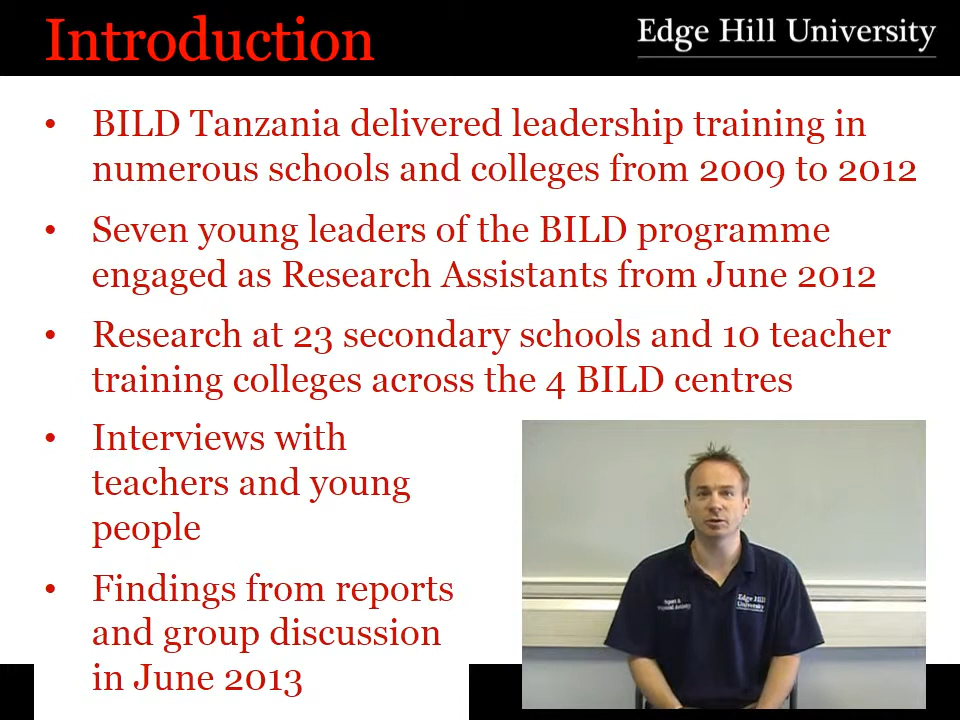 Introduction
Edge Hill University
• BILD Tanzania delivered leadership training in
numerous schools and colleges from 2009 to 2012
• Seven young leaders of the BILD programme
engaged as Research Assistants from June 2012
• Research at 23 secondary schools and 10 teacher
training colleges across the 4 BILD centres
• Interviews with
teachers and young
people
• Findings from reports
and group discussion
in June 2013
Edge Hill
University